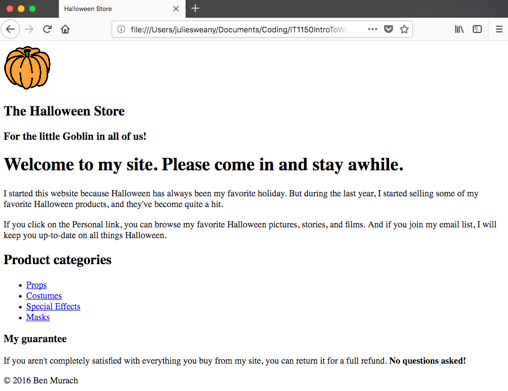 Halloween Store
file:///Users/juliesweany/Documents/Coding/IT1150IntroToWe
The Halloween Store
For the little Goblin in all of us!
Welcome to my site. Please come in and stay awhile.
I started this website because Halloween has always been my favorite holiday. But during the last year, I started selling some of my
favorite Halloween products, and they've become quite a hit.
If you click on the Personal link, you can browse my favorite Halloween pictures, stories, and films. And if you join my email list, I will
keep you up-to-date on all things Halloween.
Product categories
Props
Costumes
Special Effects
Masks
My guarantee
If you aren't completely satisfied with everything you buy from my site, you can return it for a full refund. No questions asked!
© 2016 Ben Murach